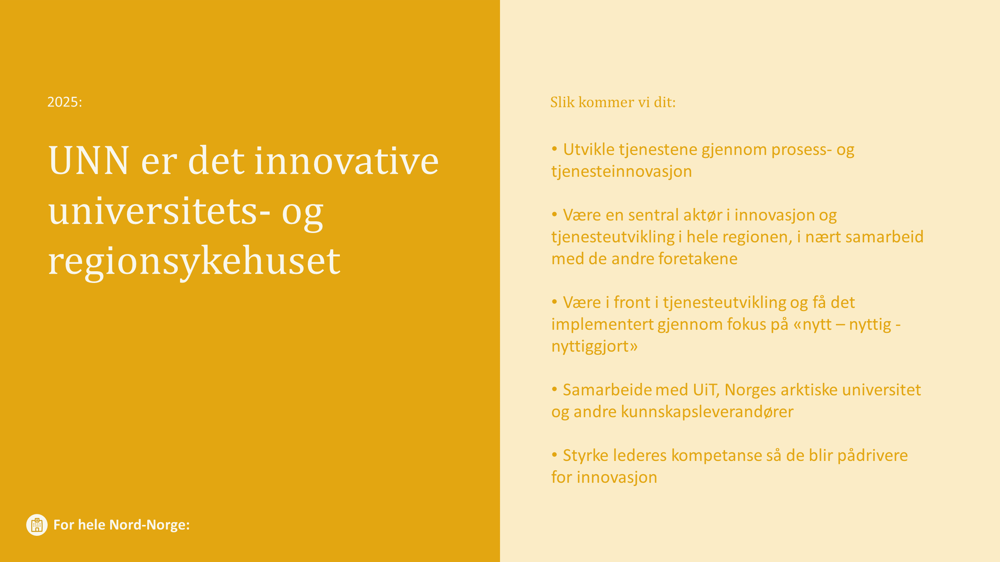 2025:
UNN er det innovative
universitets- og
regionsykehuset
For hele Nord-Norge:
Slik kommer vi dit:
• Utvikle tjenestene gjennom prosess- og
tjenesteinnovasjon
• Være en sentral aktør i innovasjon og
tjenesteutvikling i hele regionen, i nært samarbeid
med de andre foretakene
• Være i front i tjenesteutvikling og få det
implementert gjennom fokus på «nytt – nyttig -
nyttiggjort»
• Samarbeide med UiT, Norges arktiske universitet
og andre kunnskapsleverandører
• Styrke lederes kompetanse så de blir pådrivere
for innovasjon